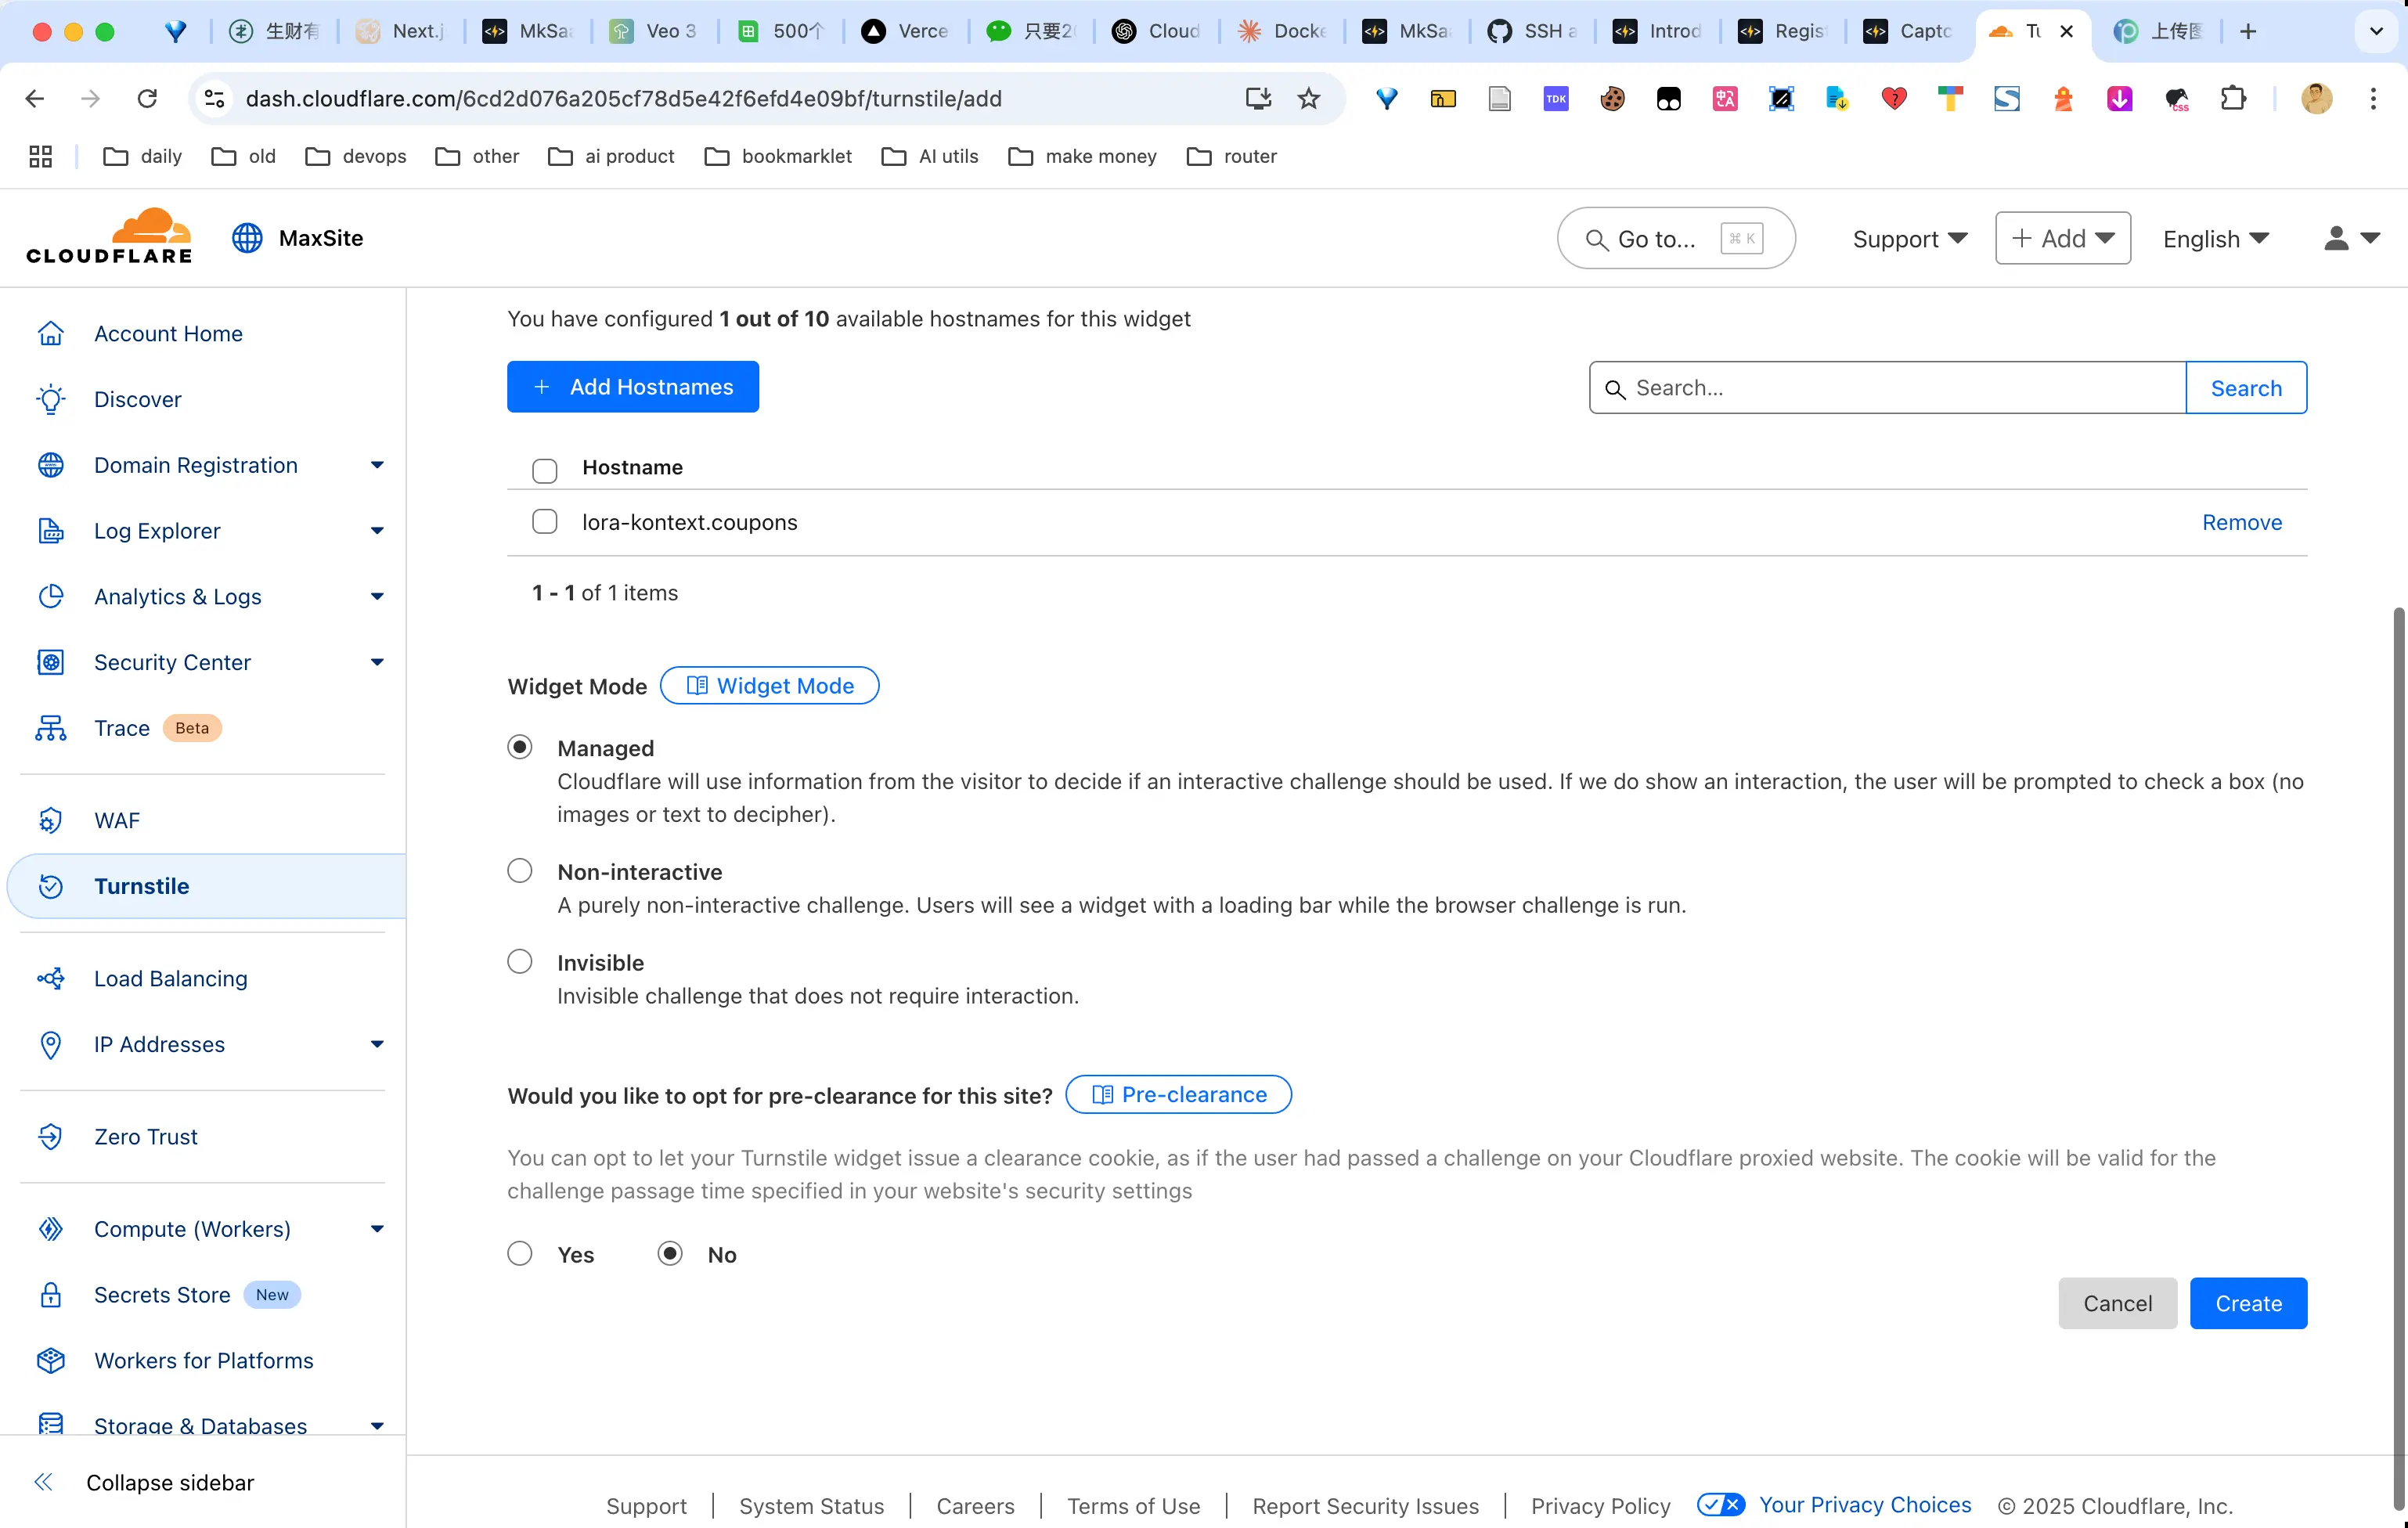 生财有
Next.j
MkSa
Veo 3
500个
Verce
只要2
Cloud
Docke
MkSa
SSH a
Introd
Regis
Captc
Tu
上传图
dash.cloudflare.com/6cd2d076a205cf78d5e42f6efd4e09bf/turnstile/add
TDK
CSS
daily
old
devops
other
ai product
bookmarklet
AI utils
make money
router
CLOUDFLARE
MaxSite
Go to...
⌘ K
Support
+ Add
English
Account Home
Discover
Domain Registration
Log Explorer
Analytics & Logs
Security Center
Trace Beta
WAF
Turnstile
Load Balancing
IP Addresses
Zero Trust
Compute (Workers)
Secrets Store New
Workers for Platforms
Storage & Databases
Collapse sidebar
You have configured 1 out of 10 available hostnames for this widget
+ Add Hostnames
Search...
Search
Hostname
lora-kontext.coupons
Remove
1 - 1 of 1 items
Widget Mode
Widget Mode
Managed
Cloudflare will use information from the visitor to decide if an interactive challenge should be used. If we do show an interaction, the user will be prompted to check a box (no
images or text to decipher).
Non-interactive
A purely non-interactive challenge. Users will see a widget with a loading bar while the browser challenge is run.
Invisible
Invisible challenge that does not require interaction.
Would you like to opt for pre-clearance for this site?
Pre-clearance
You can opt to let your Turnstile widget issue a clearance cookie, as if the user had passed a challenge on your Cloudflare proxied website. The cookie will be valid for the
challenge passage time specified in your website's security settings
Yes
No
Cancel
Create
Support
System Status
Careers
Terms of Use
Report Security Issues
Privacy Policy
Your Privacy Choices
© 2025 Cloudflare, Inc.